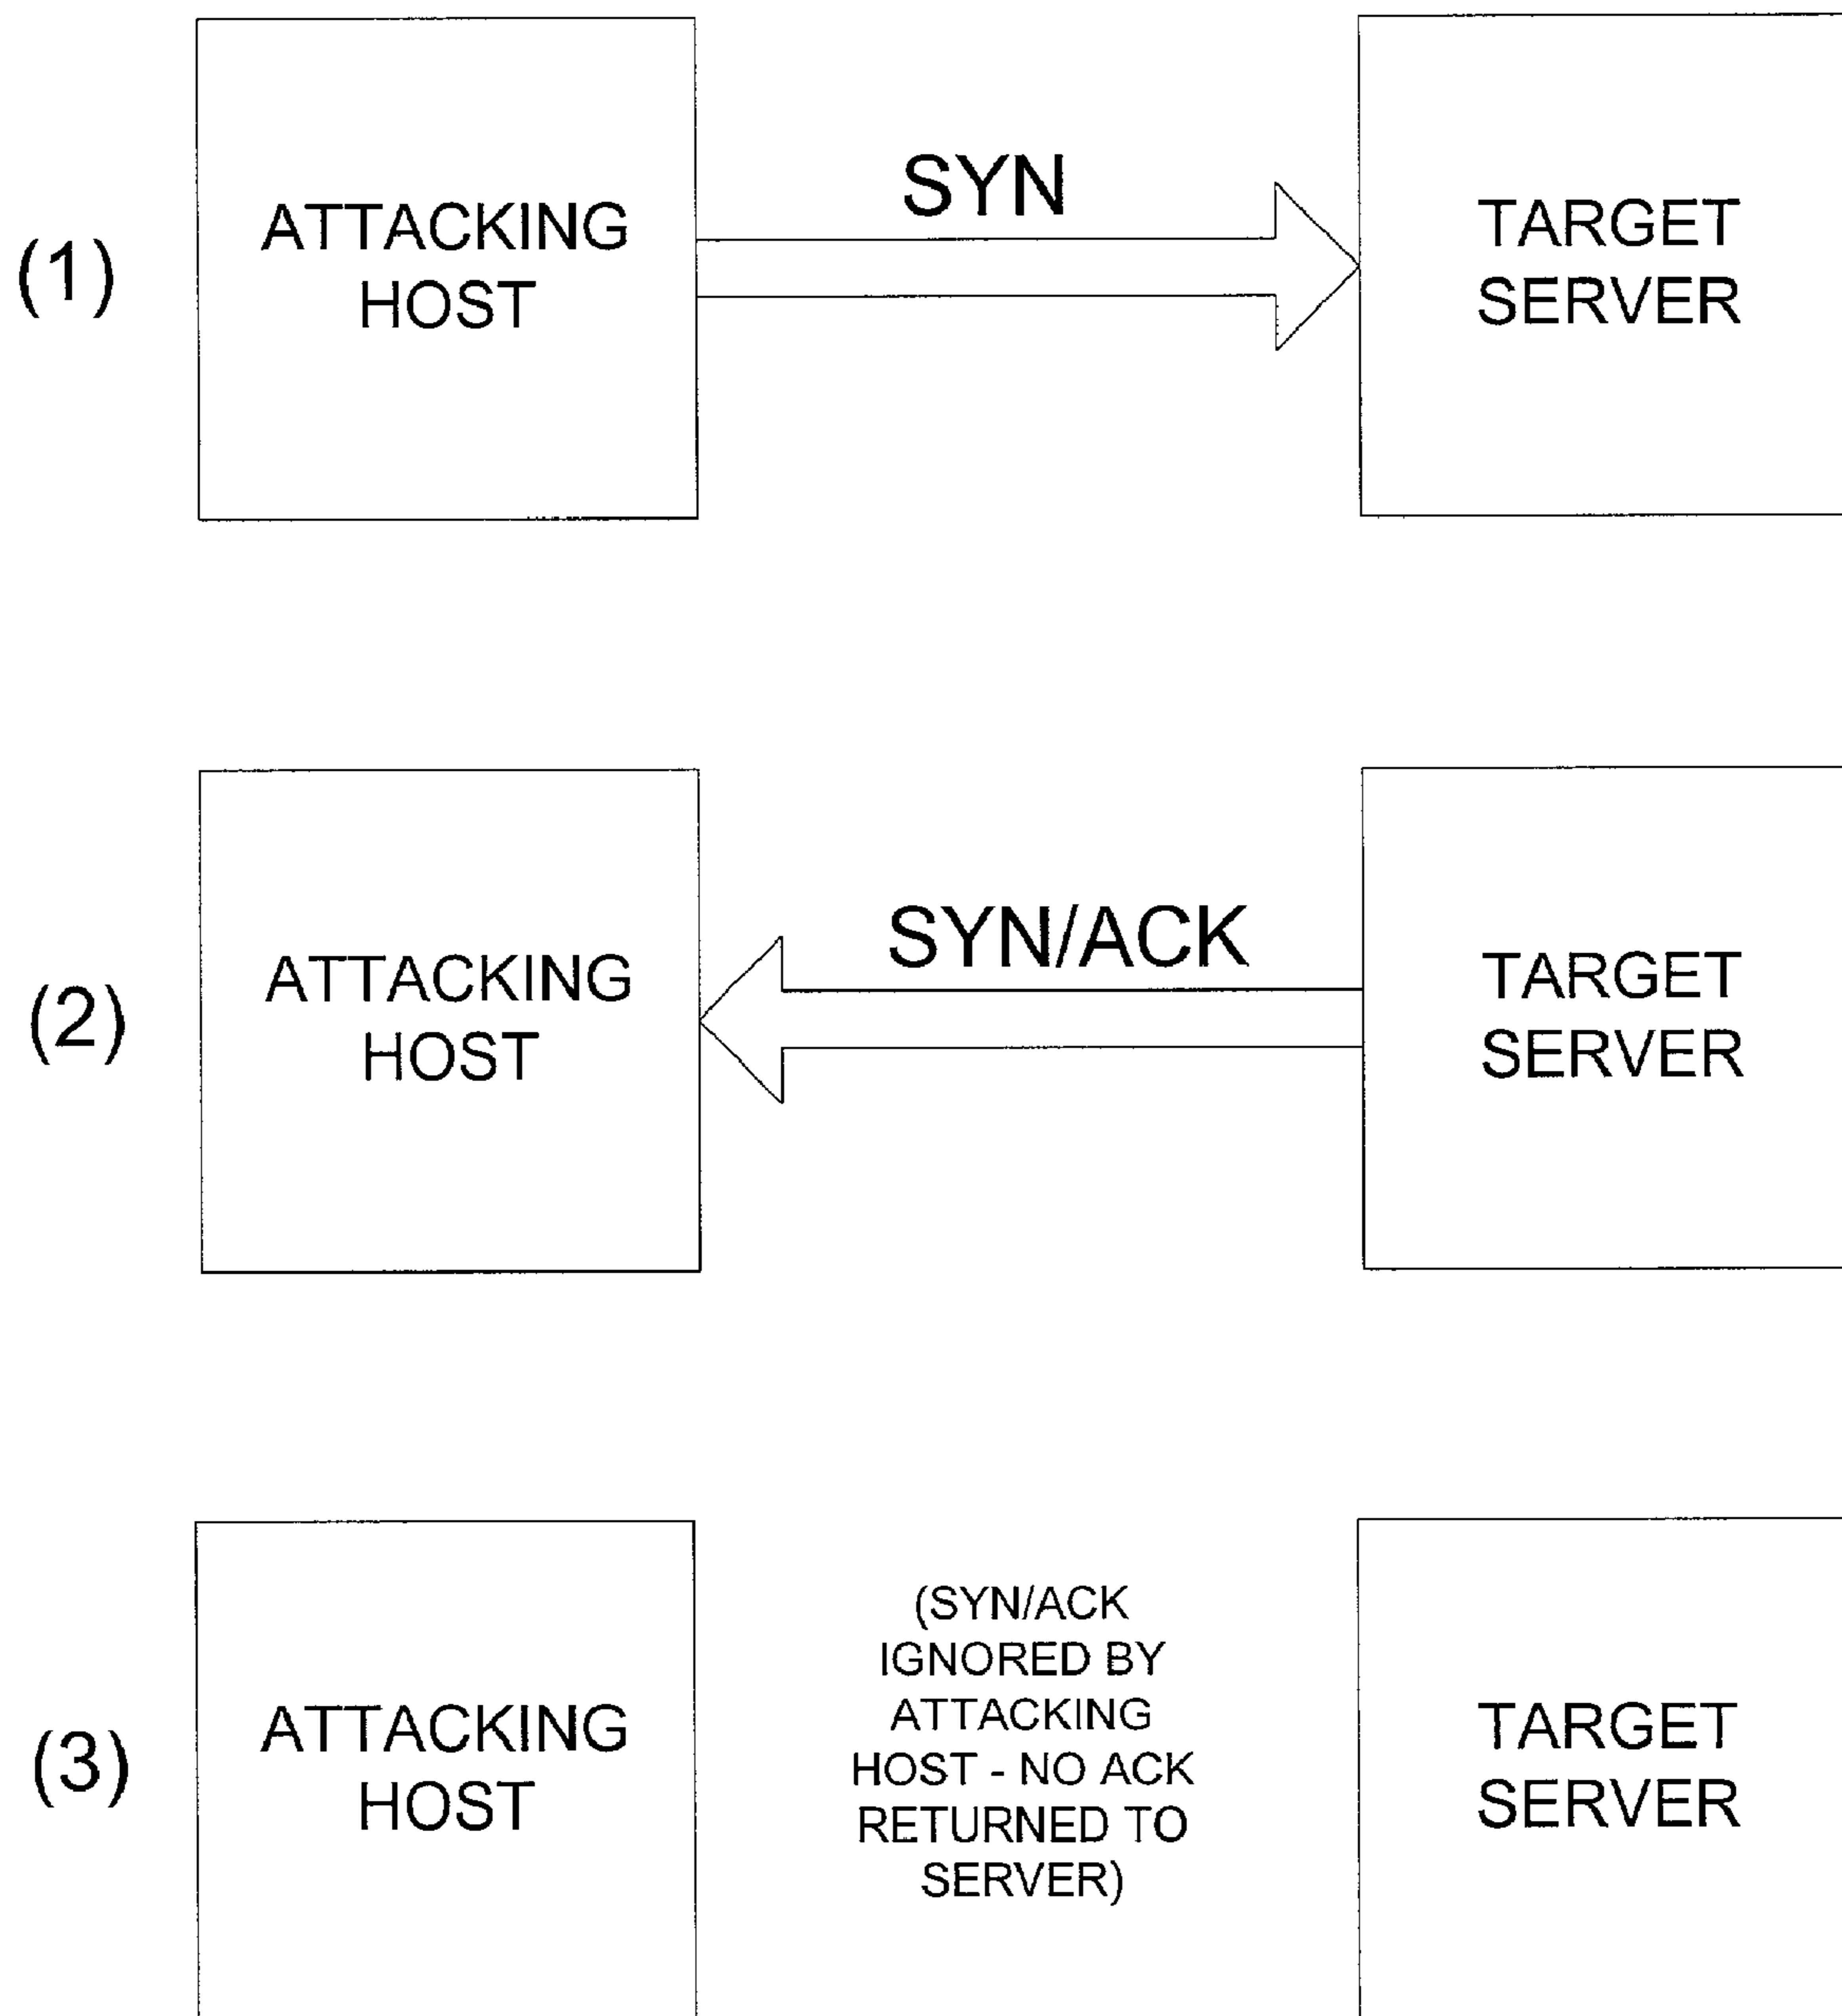 SYN
(1)
ATTACKING
HOST
TARGET
SERVER
SYN/ACK
(2)
ATTACKING
HOST
TARGET
SERVER
(3)
ATTACKING
HOST
(SYN/ACK
IGNORED BY
ATTACKING
HOST - NO ACK
RETURNED TO
SERVER)
TARGET
SERVER